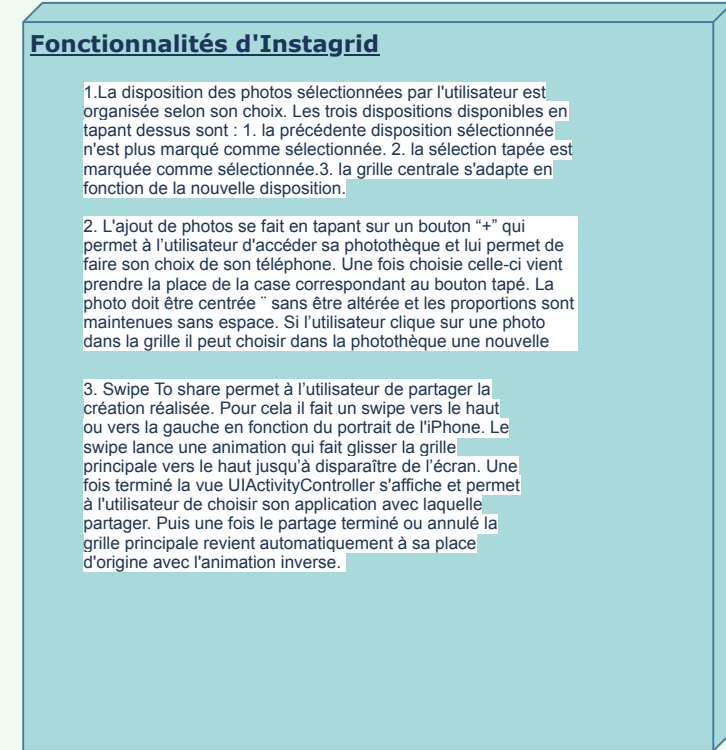 Fonctionnalités d'Instagrid
1.La disposition des photos sélectionnées par l'utilisateur est
organisée selon son choix. Les trois dispositions disponibles en
tapant dessus sont : 1. la précédente disposition sélectionnée
n'est plus marqué comme sélectionnée. 2. la sélection tapée est
marquée comme sélectionnée.3. la grille centrale s'adapte en
fonction de la nouvelle disposition.
2. L'ajout de photos se fait en tapant sur un bouton “+” qui
permet à l’utilisateur d'accéder sa photothèque et lui permet de
faire son choix de son téléphone. Une fois choisie celle-ci vient
prendre la place de la case correspondant au bouton tapé. La
photo doit être centrée ¨ sans être altérée et les proportions sont
maintenues sans espace. Si l’utilisateur clique sur une photo
dans la grille il peut choisir dans la photothèque une nouvelle
3. Swipe To share permet à l’utilisateur de partager la
création réalisée. Pour cela il fait un swipe vers le haut
ou vers la gauche en fonction du portrait de l'iPhone. Le
swipe lance une animation qui fait glisser la grille
principale vers le haut jusqu’à disparaître de l’écran. Une
fois terminé la vue UIActivityController s'affiche et permet
à l'utilisateur de choisir son application avec laquelle
partager. Puis une fois le partage terminé ou annulé la
grille principale revient automatiquement à sa place
d'origine avec l'animation inverse.